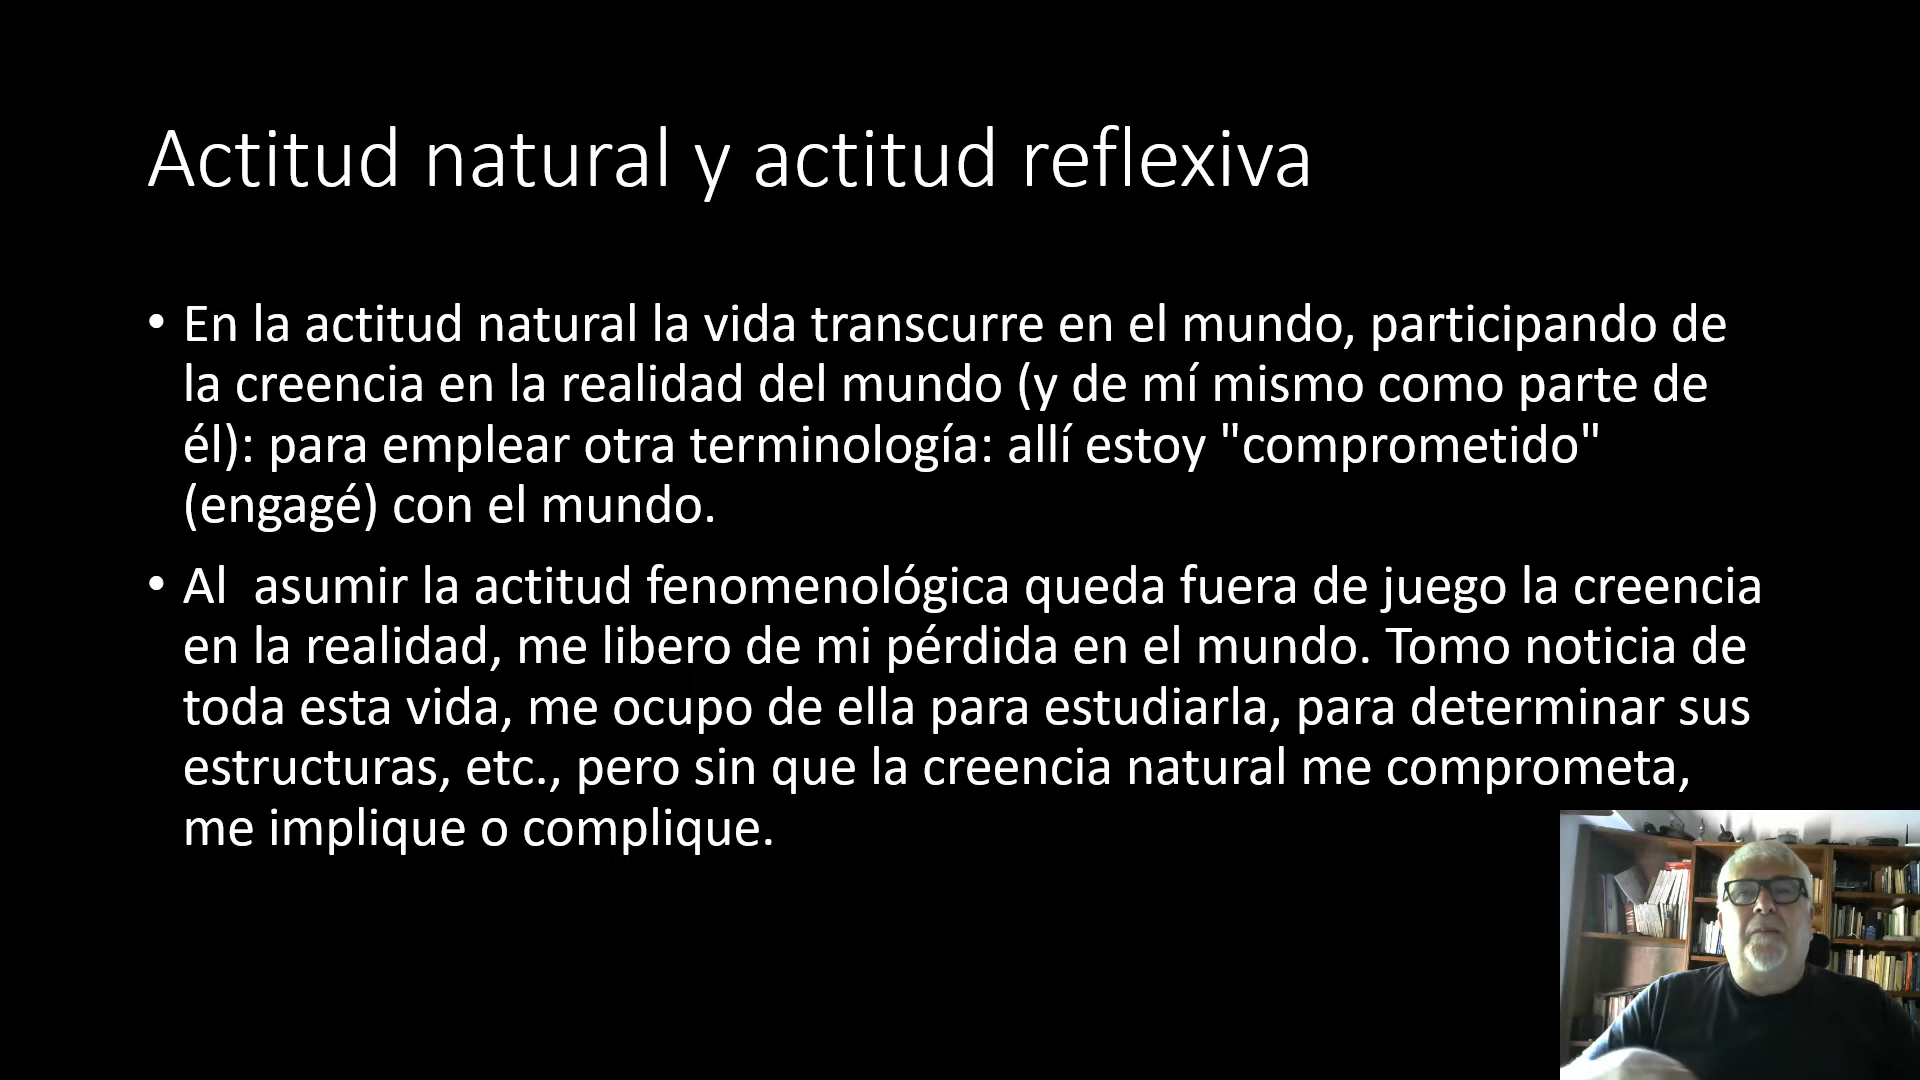 Actitud natural y actitud reflexiva
• En la actitud natural la vida transcurre en el mundo, participando de
la creencia en la realidad del mundo (y de mí mismo como parte de
él): para emplear otra terminología: allí estoy "comprometido"
(engagé) con el mundo.
• Al  asumir la actitud fenomenológica queda fuera de juego la creencia
en la realidad, me libero de mi pérdida en el mundo. Tomo noticia de
toda esta vida, me ocupo de ella para estudiarla, para determinar sus
estructuras, etc., pero sin que la creencia natural me comprometa,
me implique o complique.